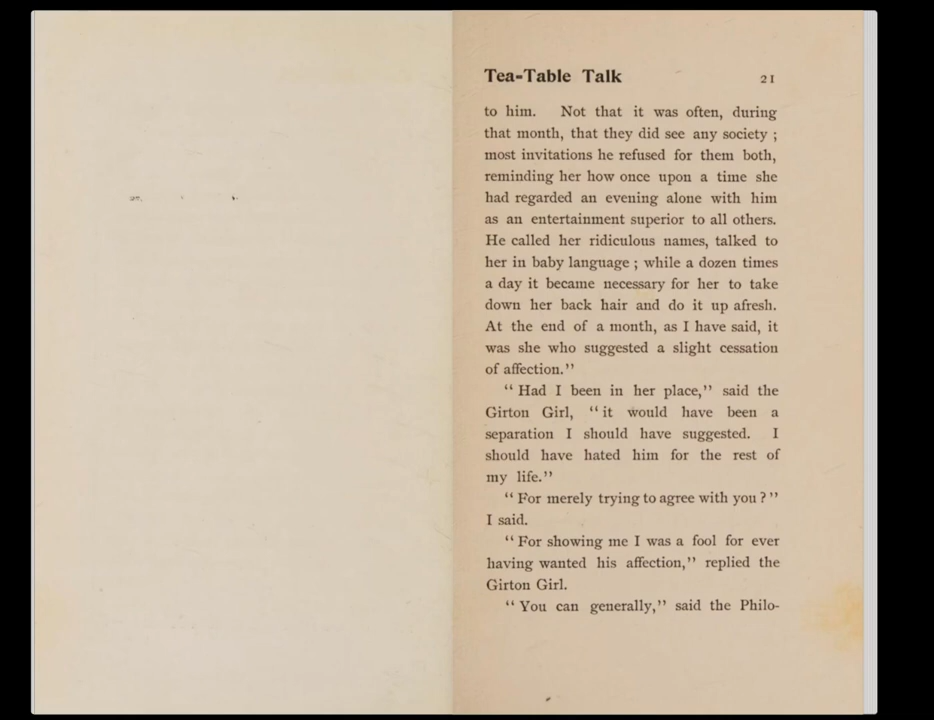 Tea-Table Talk 21
to him. Not that it was often, during
that month, that they did see any society ;
most invitations he refused for them both,
reminding her how once upon a time she
had regarded an evening alone with him
as an entertainment superior to all others.
He called her ridiculous names, talked to
her in baby language ; while a dozen times
a day it became necessary for her to take
down her back hair and do it up afresh.
At the end of a month, as I have said, it
was she who suggested a slight cessation
of affection.”
“ Had I been in her place,” said the
Girton Girl, “ it would have been a
separation I should have suggested. I
should have hated him for the rest of
my life.”
“ For merely trying to agree with you ? ”
I said.
“ For showing me I was a fool for ever
having wanted his affection,” replied the
Girton Girl.
“ You can generally,” said the Philo-